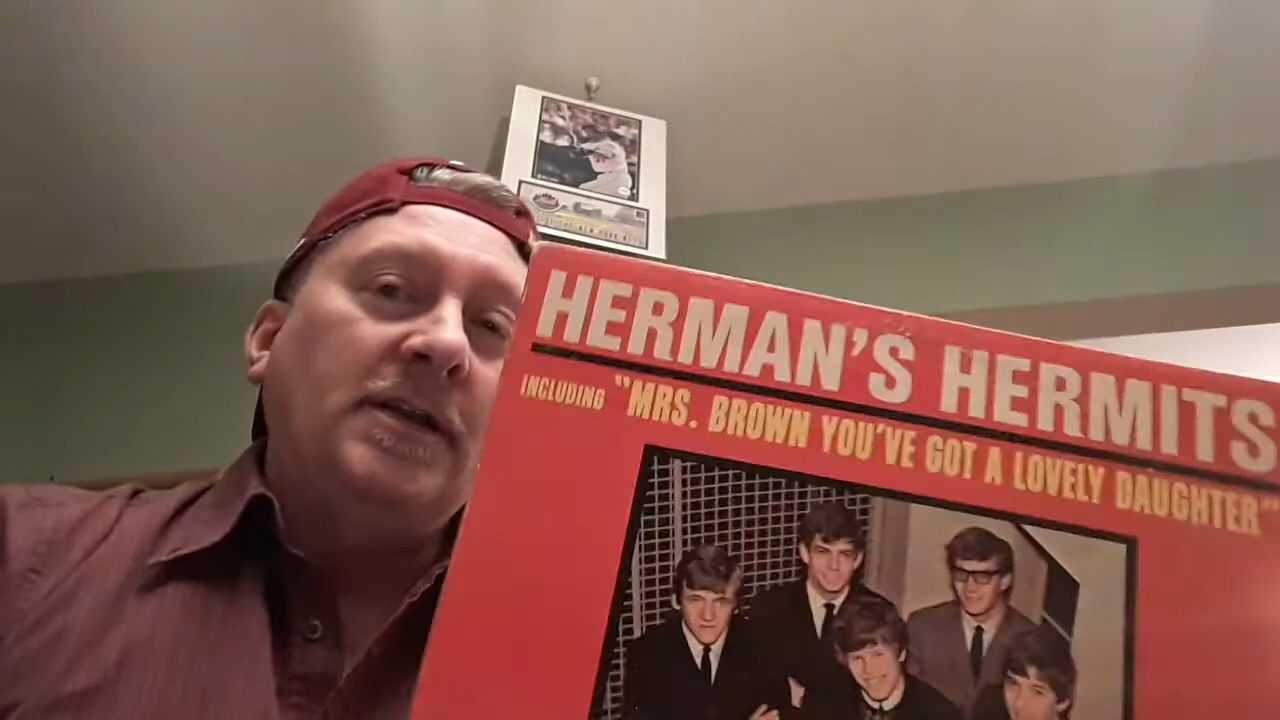 HERMAN'S HERMITS
INCLUDING "MRS. BROWN YOU'VE GOT A LOVELY DAUGHTER"